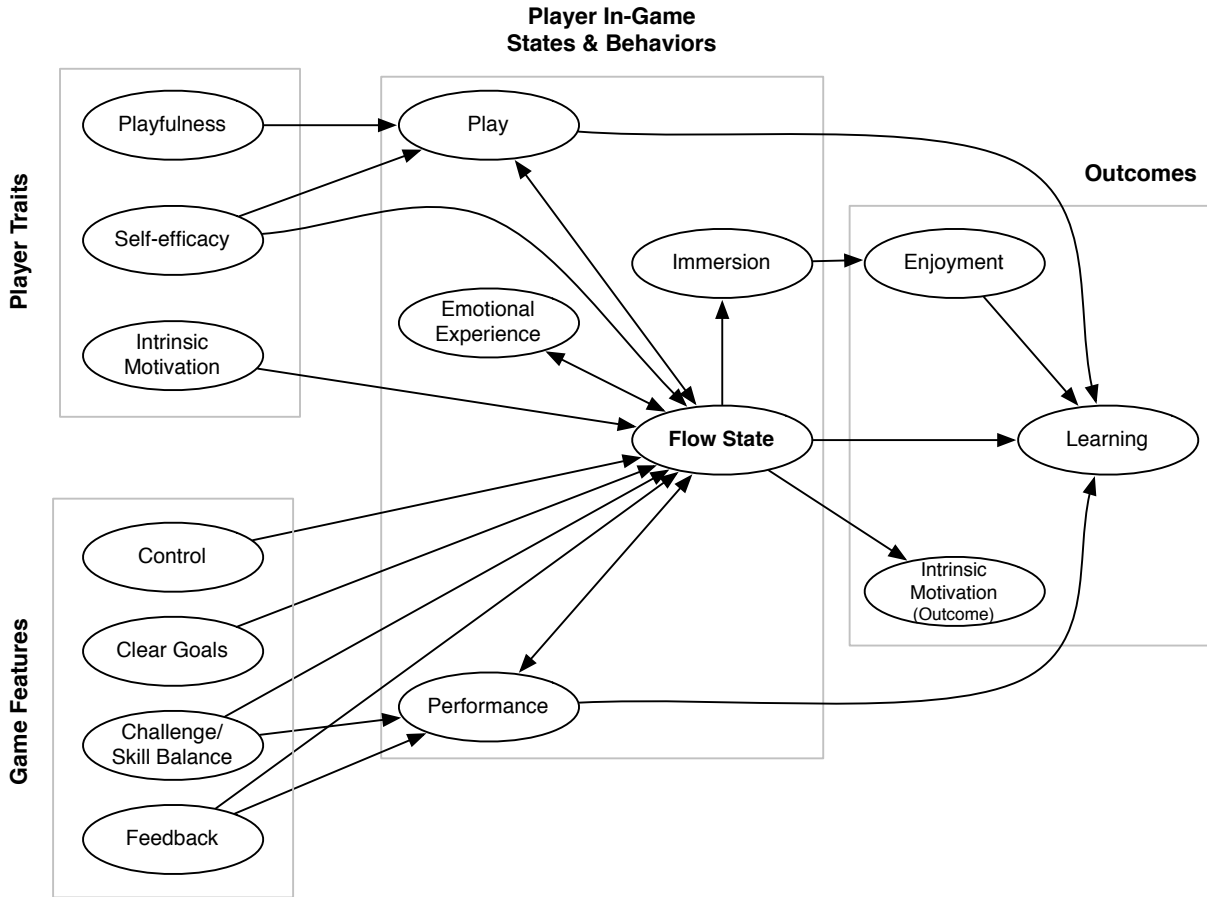 Player In-Game
States & Behaviors
Player Traits
Playfulness
Self-efficacy
Intrinsic
Motivation
Play
Emotional
Experience
Immersion
Flow State
Performance
Outcomes
Enjoyment
Learning
Intrinsic
Motivation
(Outcome)
Game Features
Control
Clear Goals
Challenge/
Skill Balance
Feedback